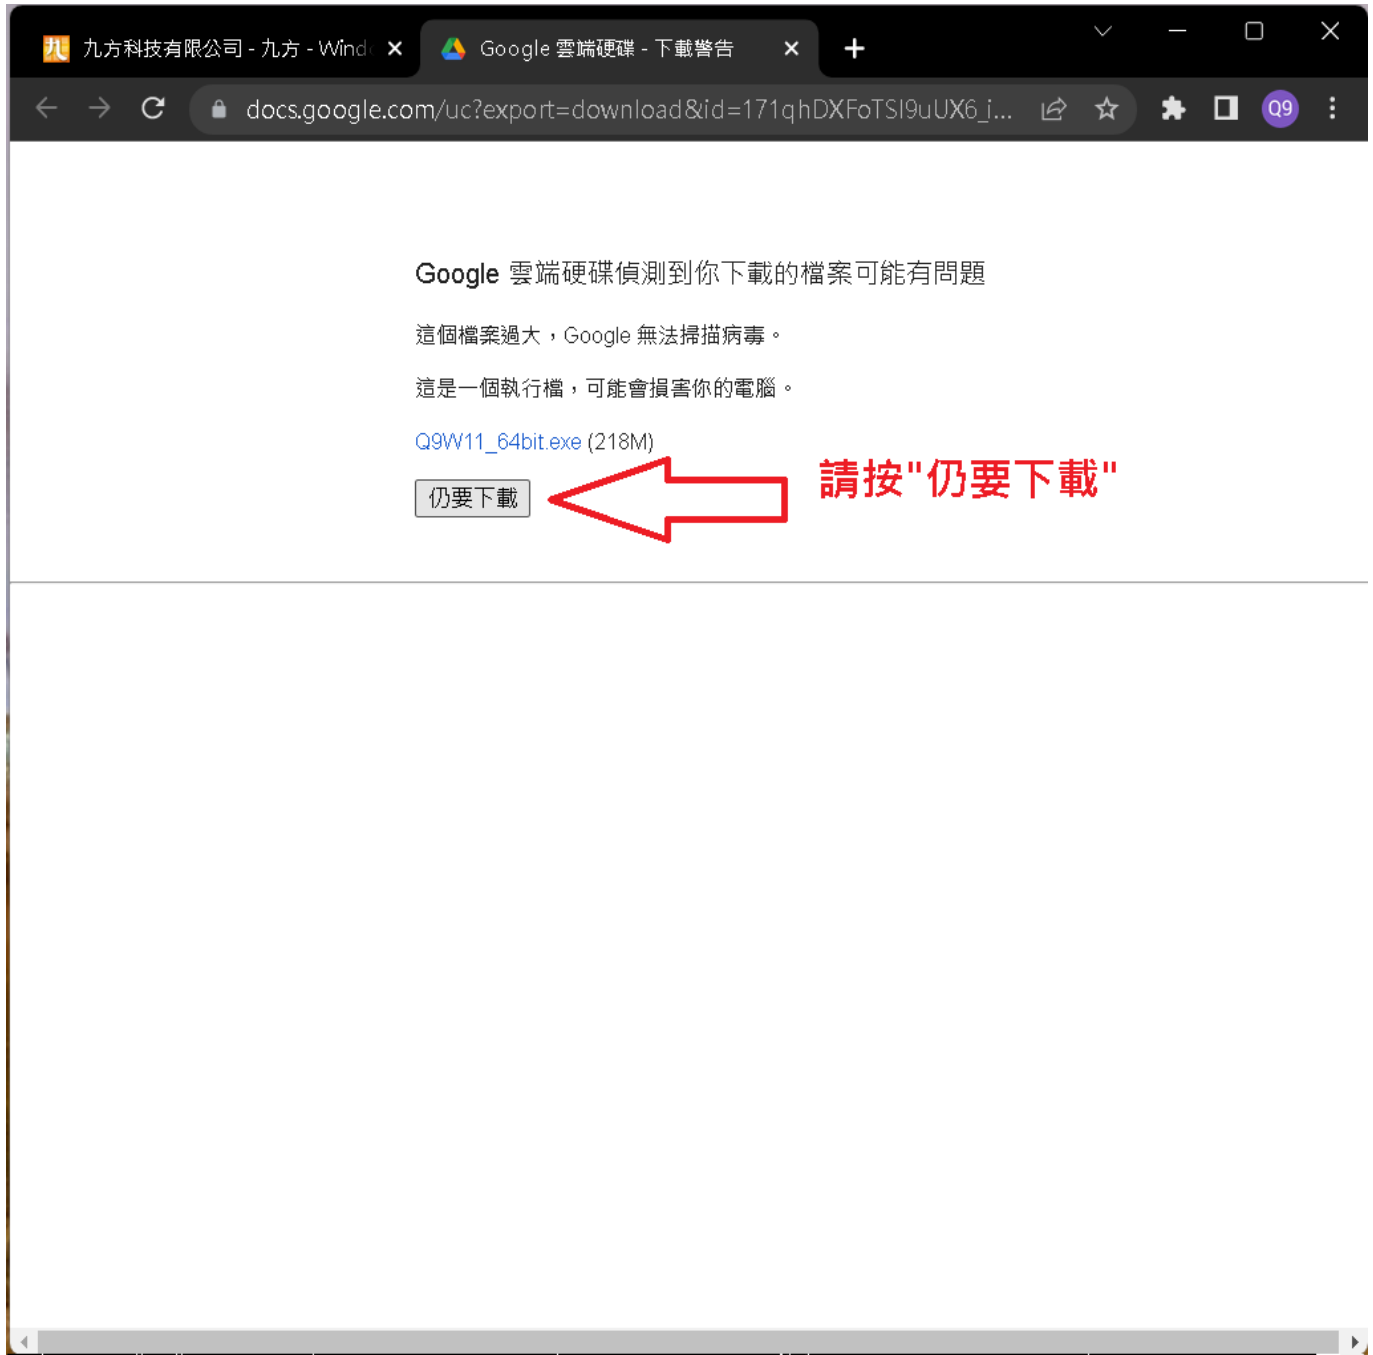 九 九方科技有限公司 - 九方 - Wind
Google 雲端硬碟 - 下載警告
docs.google.com/uc?export=download&id=171qhDXFoTSI9uUX6_i...
Q9
Google 雲端硬碟偵測到你下載的檔案可能有問題
這個檔案過大，Google 無法掃描病毒。
這是一個執行檔，可能會損害你的電腦。
Q9W11_64bit.exe (218M)
請按"仍要下載"
仍要下載